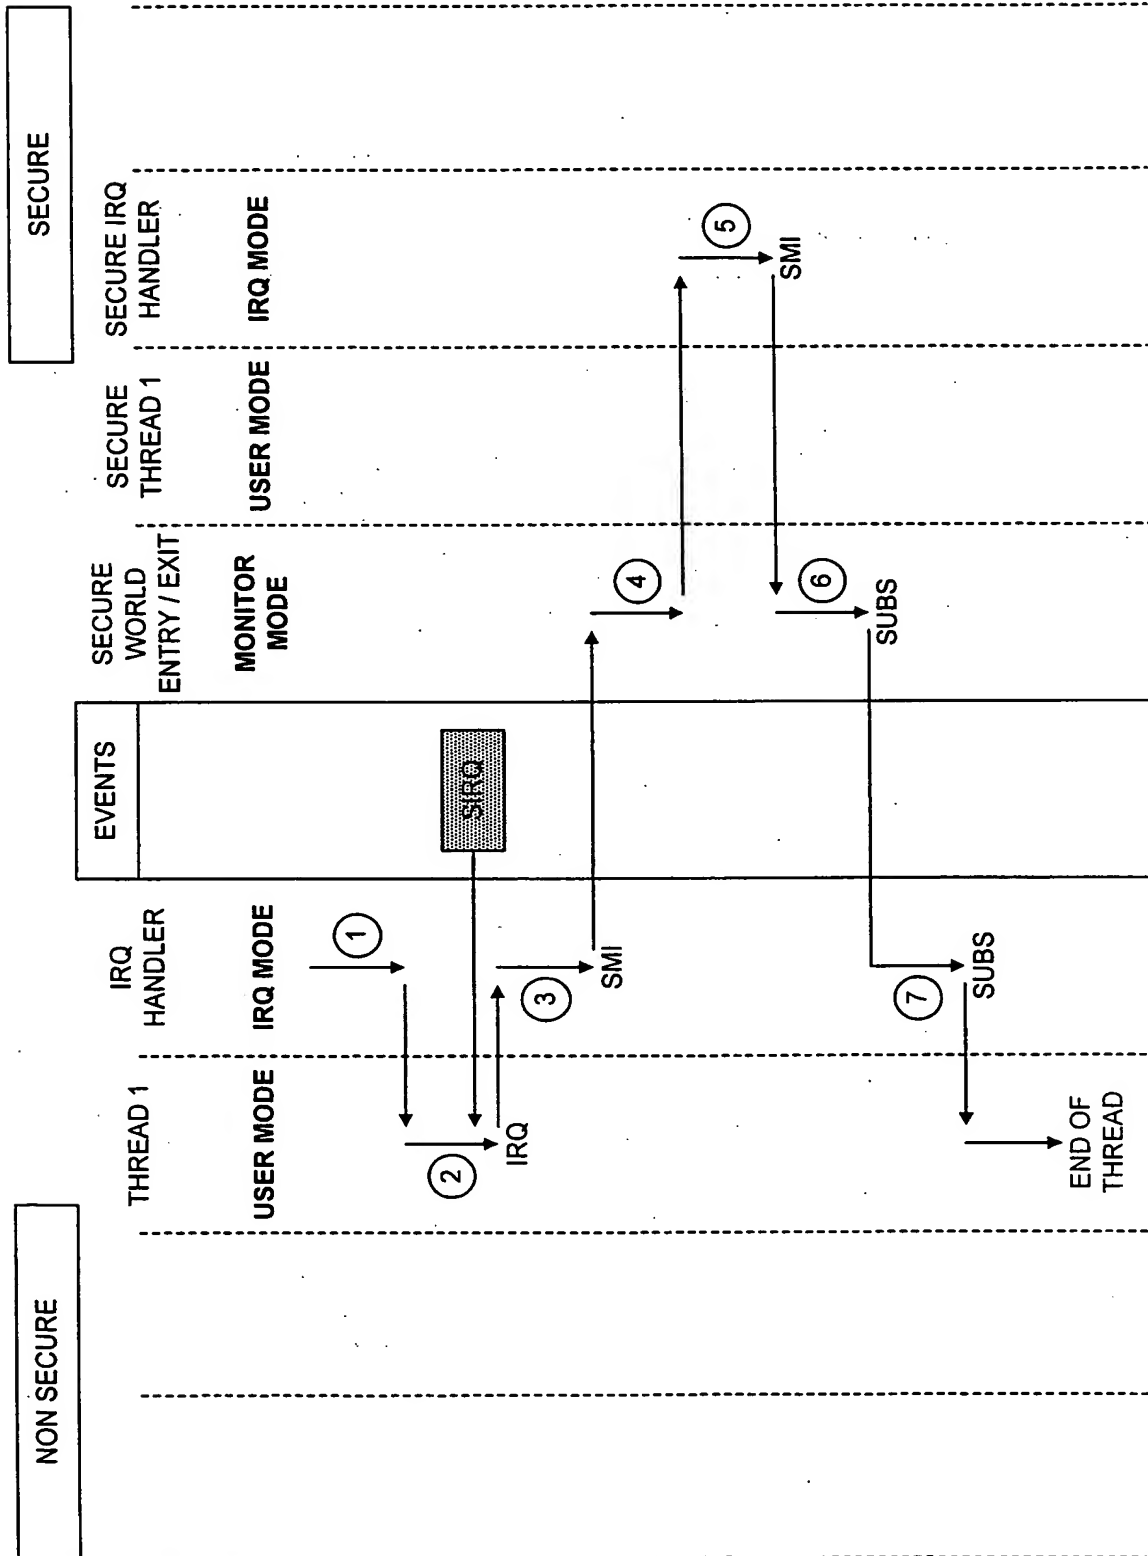 NON SECURE
SECURE
EVENTS
THREAD 1
USER MODE
IRQ
HANDLER
IRQ MODE
SECURE
WORLD
ENTRY / EXIT
MONITOR
MODE
SECURE
THREAD 1
USER MODE
SECURE IRQ
HANDLER
IRQ MODE
1
2
SIRQ
IRQ
3
SMI
4
5
SMI
6
SUBS
7
SUBS
END OF
THREAD